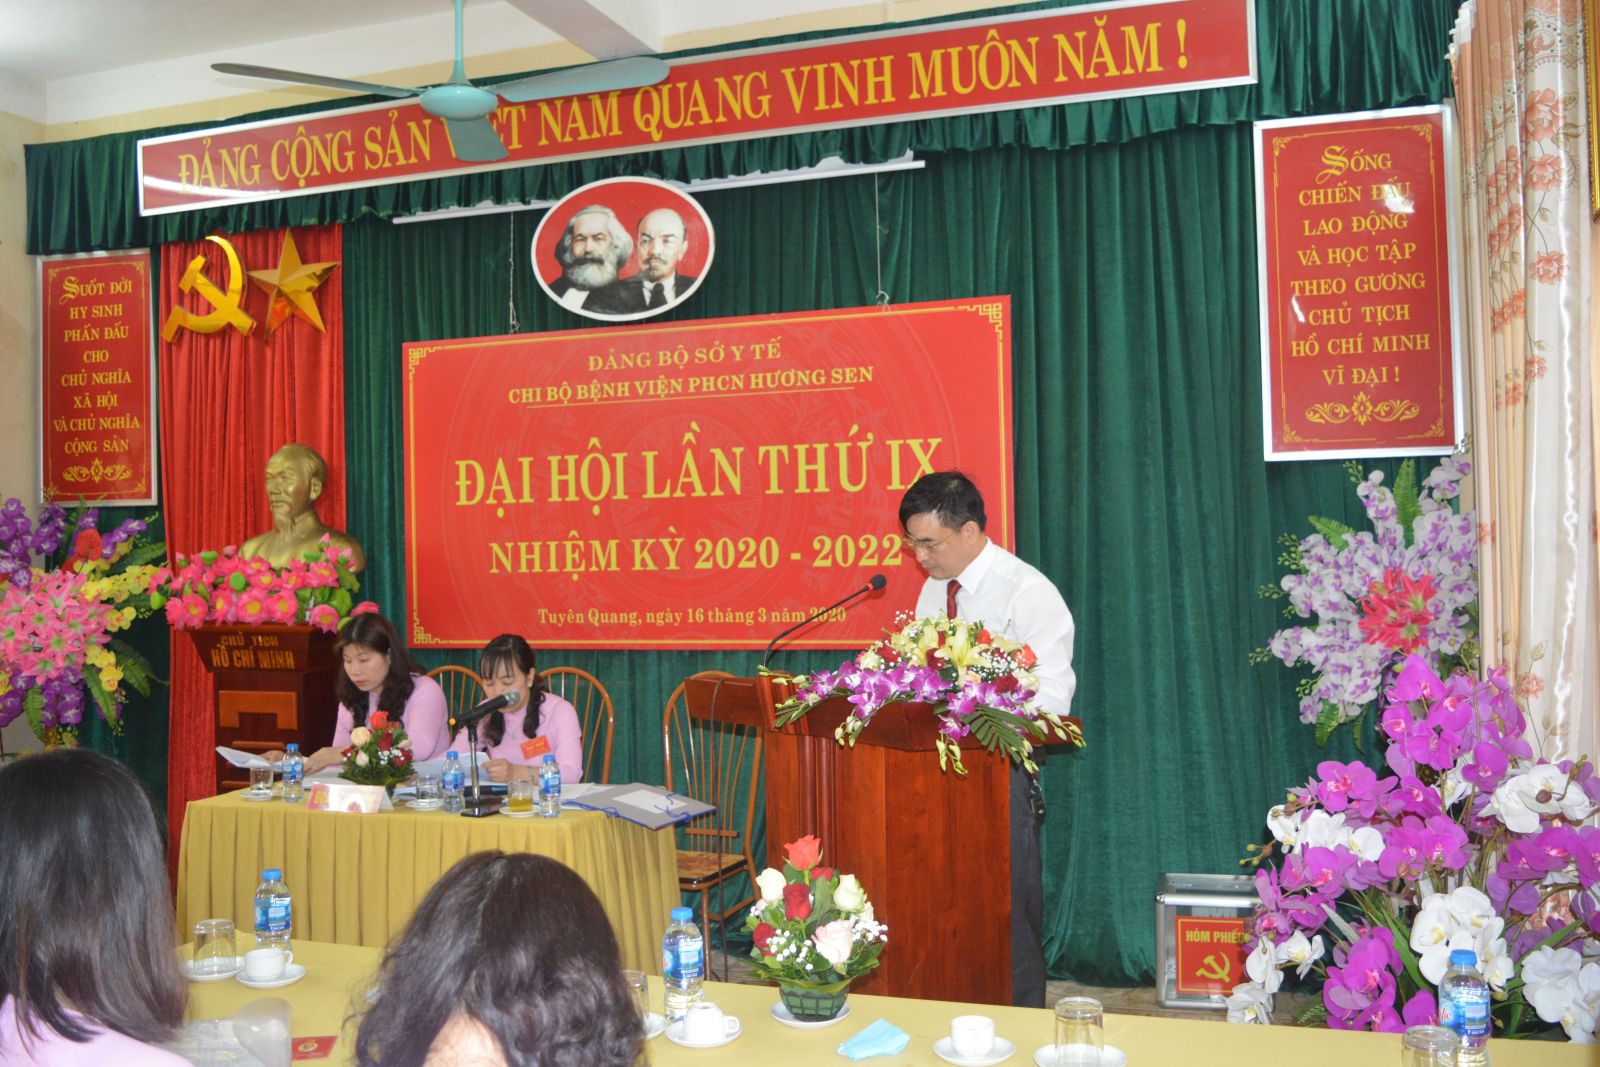 ĐẢNG CỘNG SẢN VIỆT NAM QUANG VINH MUÔN NĂM !
SUỐT ĐỜI
HY SINH
PHẤN ĐẤU
CHO
CHỦ NGHĨA
XÃ HỘI
VÀ CHỦ NGHĨA
CỘNG SẢN
ĐẢNG BỘ SỞ Y TẾ
CHI BỘ BỆNH VIỆN PHCN HƯƠNG SEN
ĐẠI HỘI LẦN THỨ IX
NHIỆM KỲ 2020 - 2022
Tuyên Quang, ngày 16 tháng 3 năm 2020
SỐNG
CHIẾN ĐẤU
LAO ĐỘNG
VÀ HỌC TẬP
THEO GƯƠNG
CHỦ TỊCH
HỒ CHÍ MINH
VĨ ĐẠI !
CHỦ TỊCH
HỒ CHÍ MINH
HÒM PHIẾU